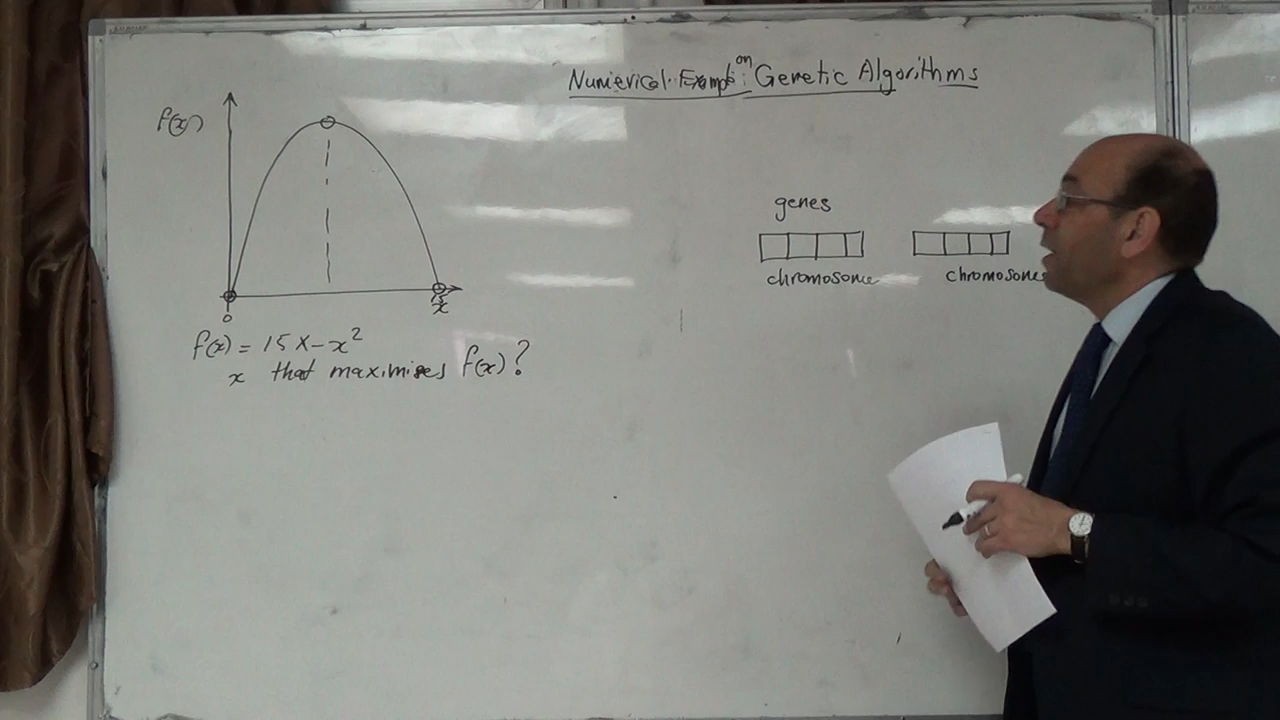 Numerical Example on Genetic Algorithms
f(x)
0
x
f(x) = 15x-x²
x that maximises f(x)?
genes
chromosome
chromosome